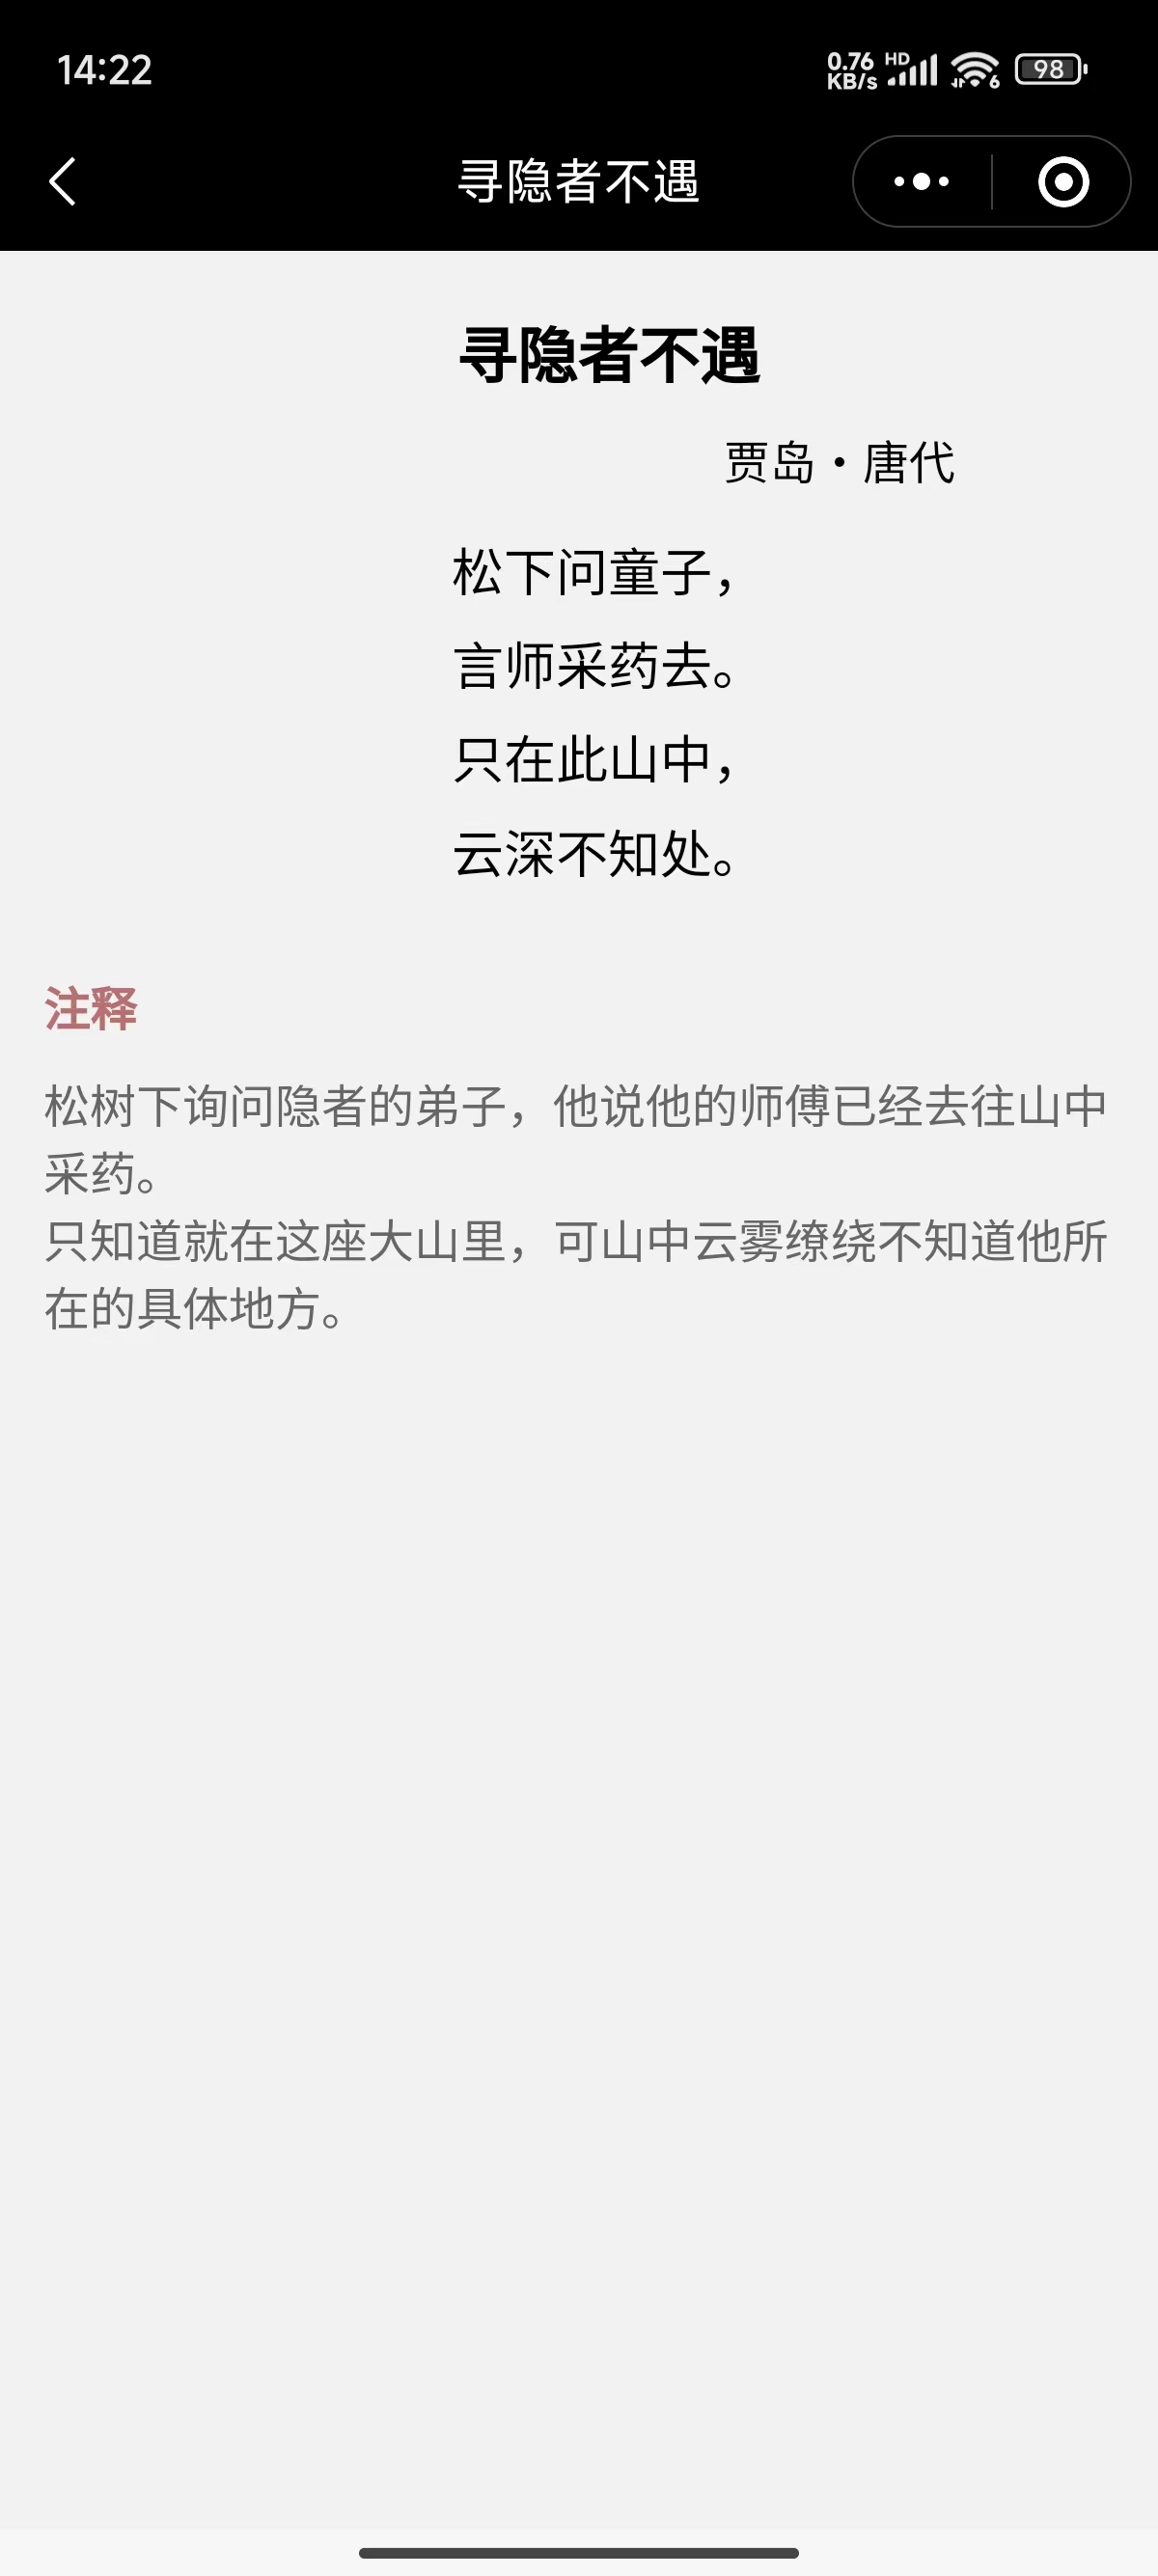 14:22
0.76 KB/s HD 6 98
寻隐者不遇
寻隐者不遇
贾岛·唐代
松下问童子，
言师采药去。
只在此山中，
云深不知处。
注释
松树下询问隐者的弟子，他说他的师傅已经去往山中
采药。
只知道就在这座大山里，可山中云雾缭绕不知道他所
在的具体地方。